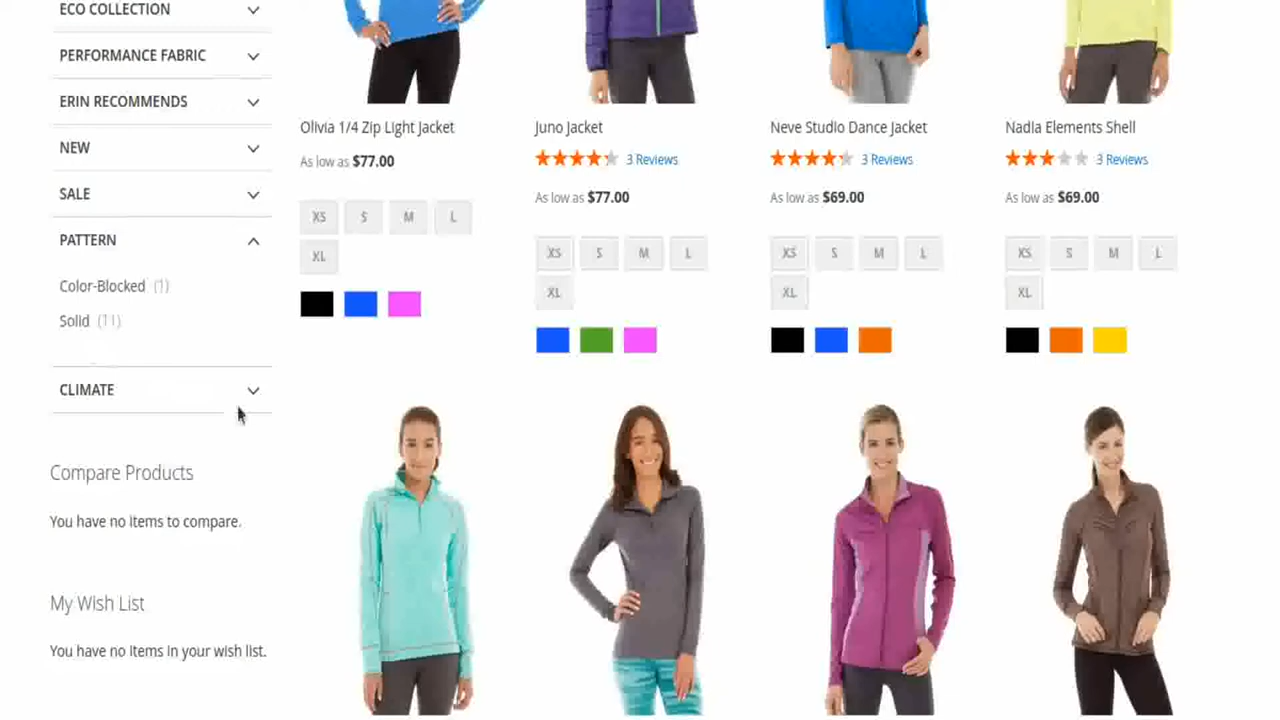 ECO COLLECTION
PERFORMANCE FABRIC
ERIN RECOMMENDS
NEW
SALE
PATTERN
Color-Blocked (1)
Solid (11)
CLIMATE
Compare Products
You have no items to compare.
My Wish List
You have no items in your wish list.
Olivia 1/4 Zip Light Jacket
As low as $77.00
XS S M L
XL
Juno Jacket
3 Reviews
As low as $77.00
XS S M L
XL
Neve Studio Dance Jacket
3 Reviews
As low as $69.00
XS S M L
XL
Nadia Elements Shell
3 Reviews
As low as $69.00
XS S M L
XL